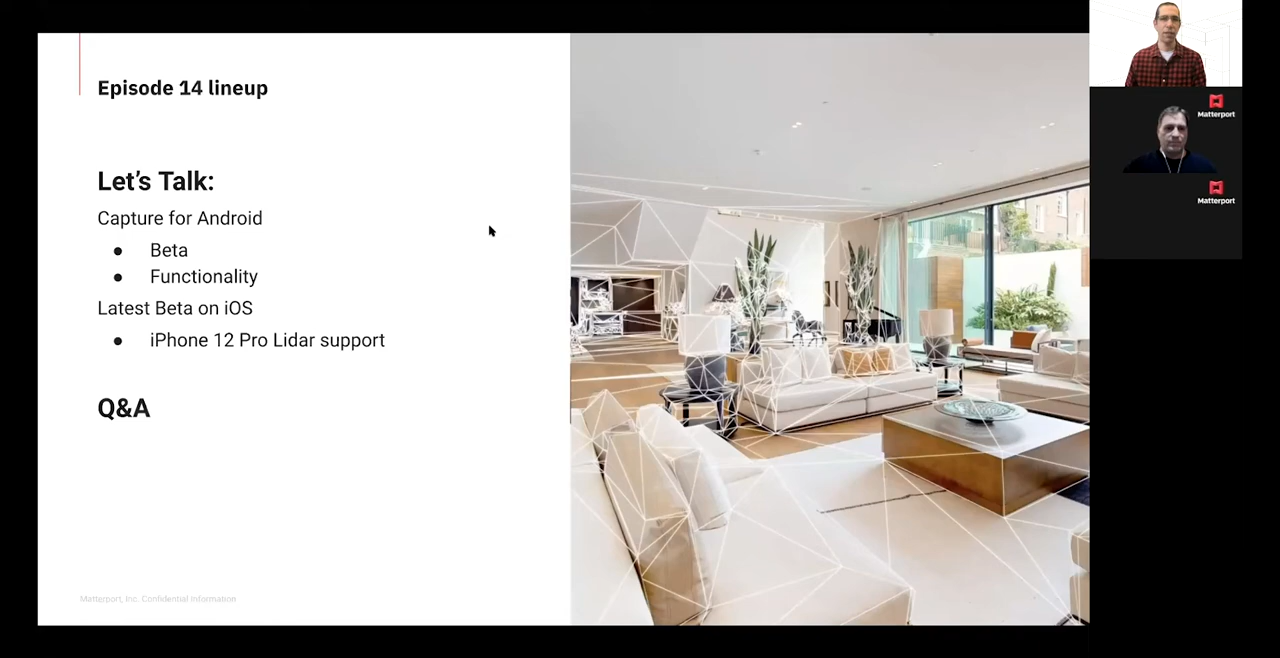 Episode 14 lineup
Let's Talk:
Capture for Android
● Beta
● Functionality
Latest Beta on iOS
● iPhone 12 Pro Lidar support
Q&A
Matterport, Inc. Confidential Information
Matterport
Matterport